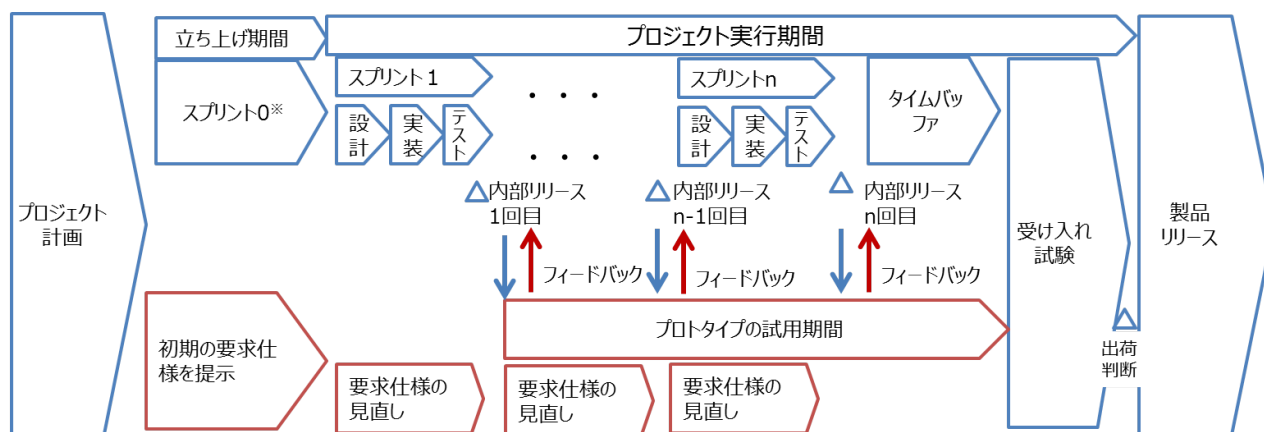 立ち上げ期間
プロジェクト実行期間
プロジェクト
計画
スプリント0※
スプリント1
設計
実装
テスト
・・・
・・・
スプリントn
設計
実装
テスト
タイムバッ
ファ
内部リリース
1回目
内部リリース
n-1回目
内部リリース
n回目
フィードバック
フィードバック
フィードバック
受け入れ
試験
製品
リリース
プロトタイプの試用期間
初期の要求仕
様を提示
要求仕様の
見直し
要求仕様の
見直し
要求仕様の
見直し
出荷
判断